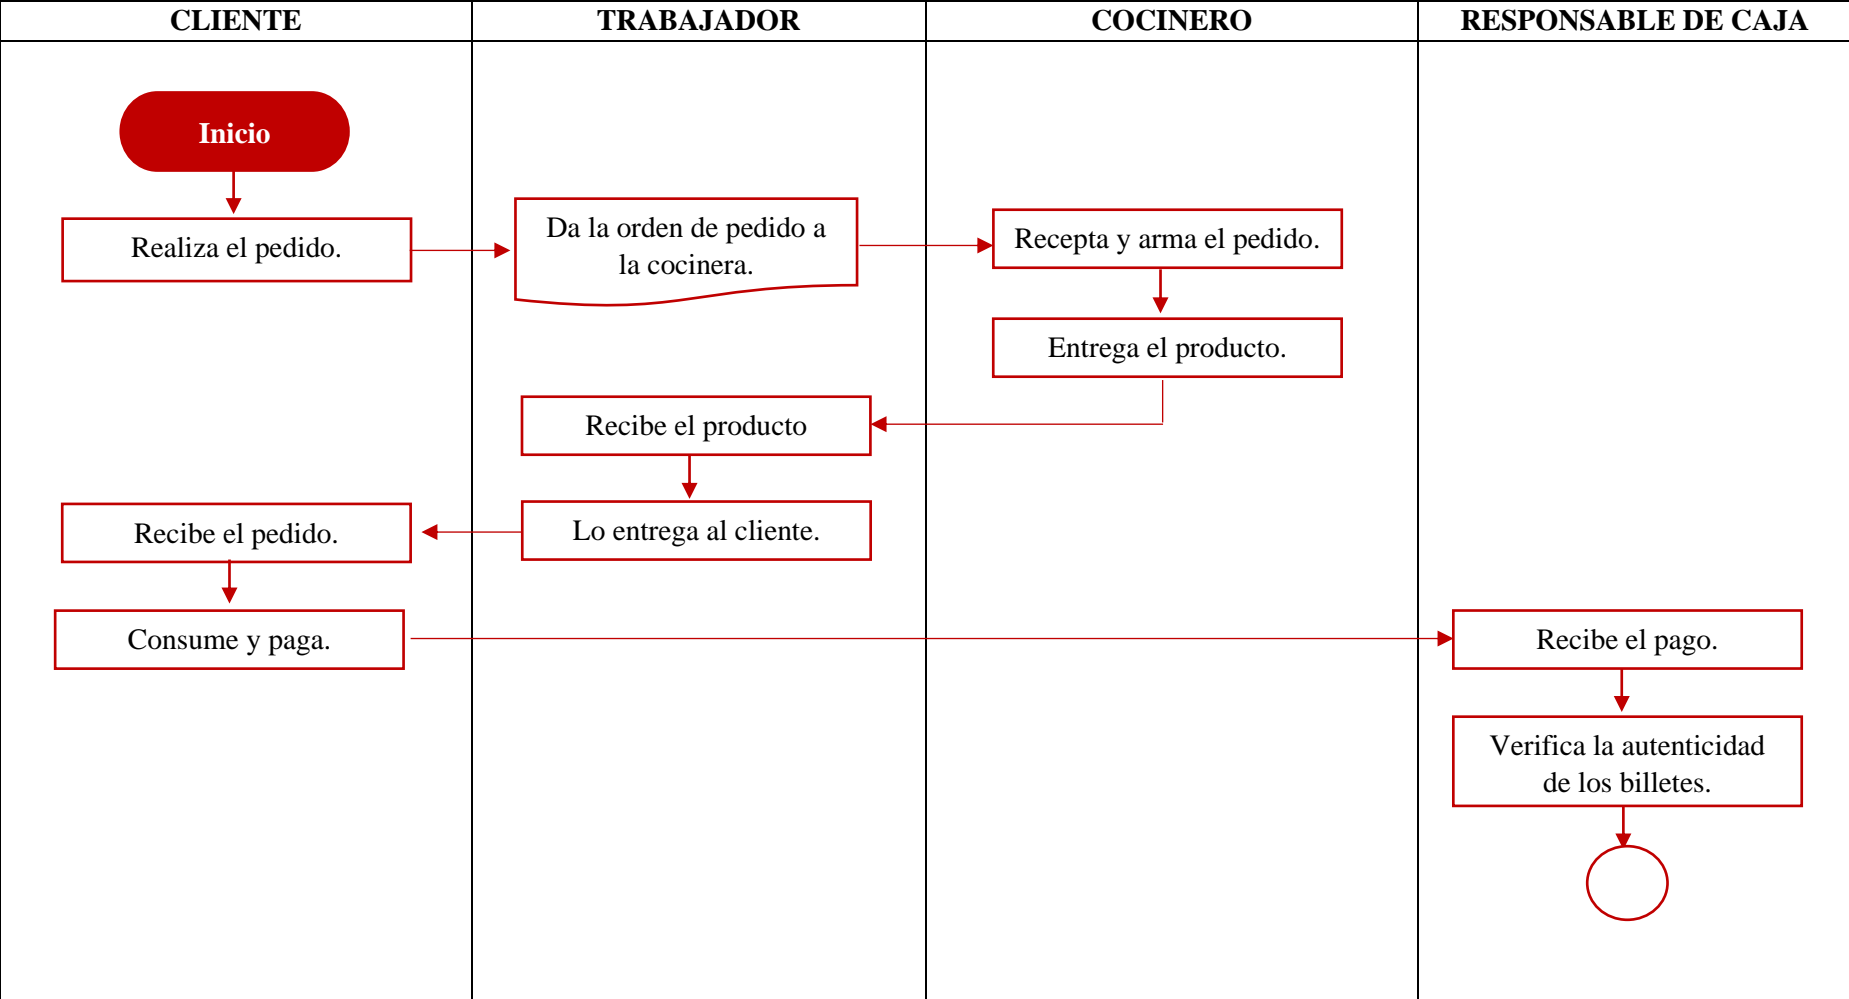 CLIENTE
TRABAJADOR
COCINERO
RESPONSABLE DE CAJA
Inicio
Realiza el pedido.
Da la orden de pedido a
la cocinera.
Recepta y arma el pedido.
Entrega el producto.
Recibe el producto
Lo entrega al cliente.
Recibe el pedido.
Consume y paga.
Recibe el pago.
Verifica la autenticidad
de los billetes.